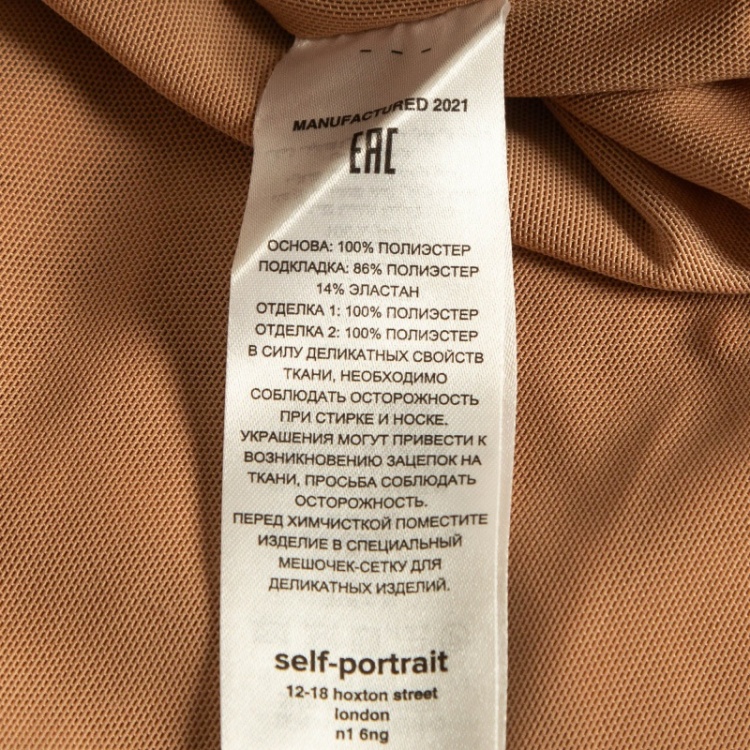 MANUFACTURED 2021
EAC
ОСНОВА: 100% ПОЛИЭСТЕР
ПОДКЛАДКА: 86% ПОЛИЭСТЕР
14% ЭЛАСТАН
ОТДЕЛКА 1: 100% ПОЛИЭСТЕР
ОТДЕЛКА 2: 100% ПОЛИЭСТЕР
В СИЛУ ДЕЛИКАТНЫХ СВОЙСТВ
ТКАНИ, НЕОБХОДИМО
СОБЛЮДАТЬ ОСТОРОЖНОСТЬ
ПРИ СТИРКЕ И НОСКЕ.
УКРАШЕНИЯ МОГУТ ПРИВЕСТИ К
ВОЗНИКНОВЕНИЮ ЗАЦЕПОК НА
ТКАНИ, ПРОСЬБА СОБЛЮДАТЬ
ОСТОРОЖНОСТЬ.
ПЕРЕД ХИМЧИСТКОЙ ПОМЕСТИТЕ
ИЗДЕЛИЕ В СПЕЦИАЛЬНЫЙ
МЕШОЧЕК-СЕТКУ ДЛЯ
ДЕЛИКАТНЫХ ИЗДЕЛИЙ.
self-portrait
12-18 hoxton street
london
n1 6ng